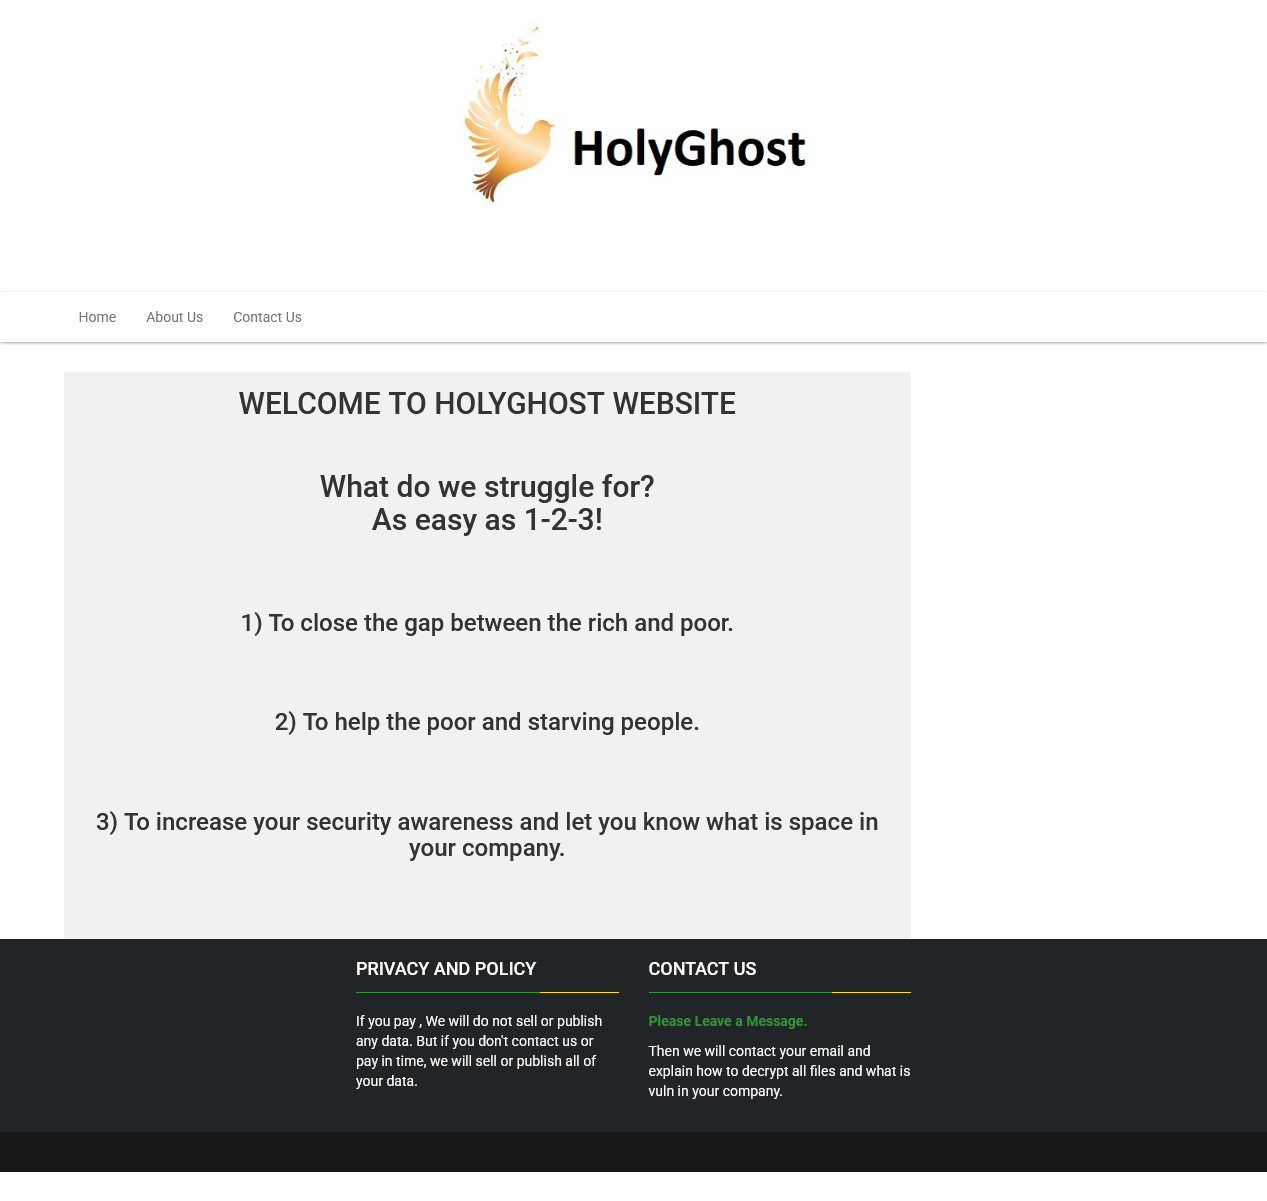 HolyGhost
Home
About Us
Contact Us
WELCOME TO HOLYGHOST WEBSITE
What do we struggle for?
As easy as 1-2-3!
1) To close the gap between the rich and poor.
2) To help the poor and starving people.
3) To increase your security awareness and let you know what is space in
your company.
PRIVACY AND POLICY
If you pay , We will do not sell or publish
any data. But if you don't contact us or
pay in time, we will sell or publish all of
your data.
CONTACT US
Please Leave a Message.
Then we will contact your email and
explain how to decrypt all files and what is
vuln in your company.